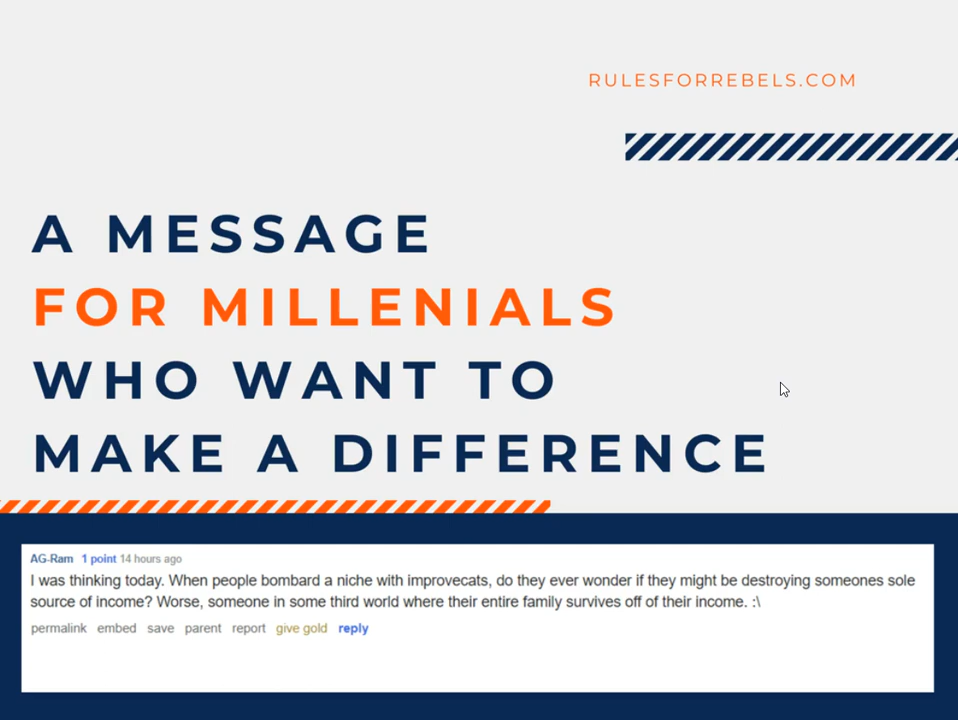 RULESFORREBELS.COM
A MESSAGE
FOR MILLENIALS
WHO WANT TO
MAKE A DIFFERENCE
AG-Ram 1 point 14 hours ago
I was thinking today. When people bombard a niche with improvecats, do they ever wonder if they might be destroying someones sole
source of income? Worse, someone in some third world where their entire family survives off of their income. :\
permalink embed save parent report give gold reply